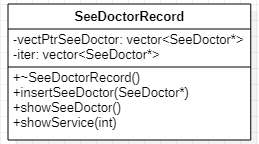 SeeDoctorRecord
-vectPtrSeeDoctor: vector<SeeDoctor*>
-iter: vector<SeeDoctor*>
+~SeeDoctorRecord()
+insertSeeDoctor(SeeDoctor*)
+showSeeDoctor()
+showService(int)